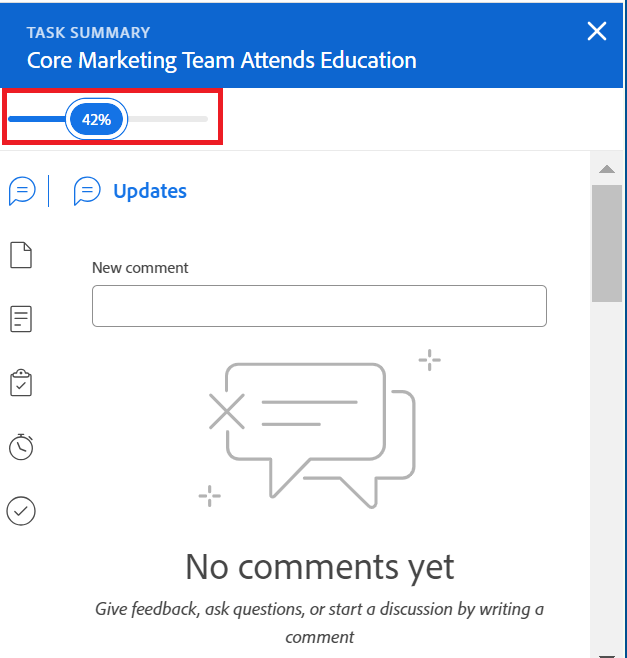 TASK SUMMARY
Core Marketing Team Attends Education
42%
Updates
New comment
No comments yet
Give feedback, ask questions, or start a discussion by writing a
comment